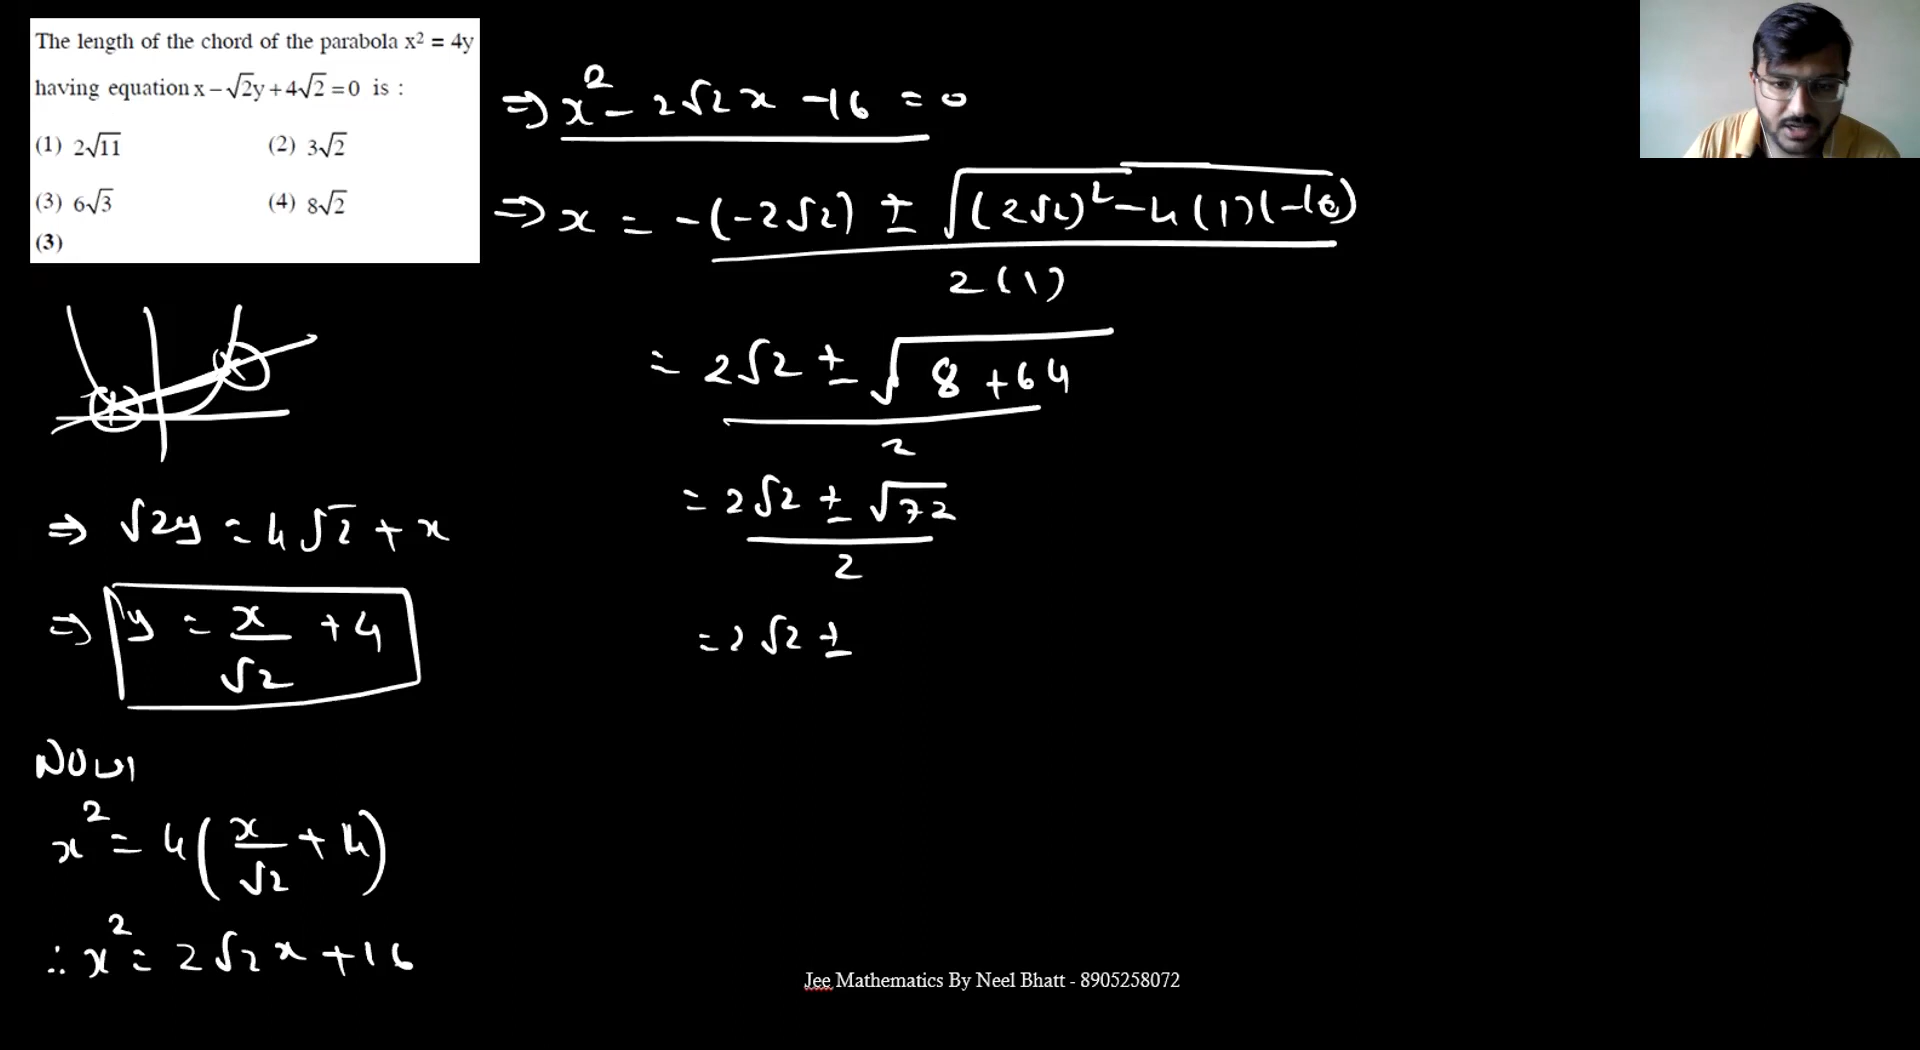 The length of the chord of the parabola x² = 4y
having equation x − √2y + 4√2 = 0 is :
(1) 2√11 (2) 3√2
(3) 6√3 (4) 8√2
(3)
⇒ √2y = 4√2 + x
⇒ y = x/√2 + 4
NOW
x² = 4(x/√2 + 4)
∴ x² = 2√2x + 16
⇒ x² − 2√2x − 16 = 0
⇒ x = −(−2√2) ± √((2√2)² − 4(1)(−16)) / 2(1)
= 2√2 ± √(8 + 64) / 2
= 2√2 ± √72 / 2
= 2√2 ±
Jee Mathematics By Neel Bhatt - 8905258072